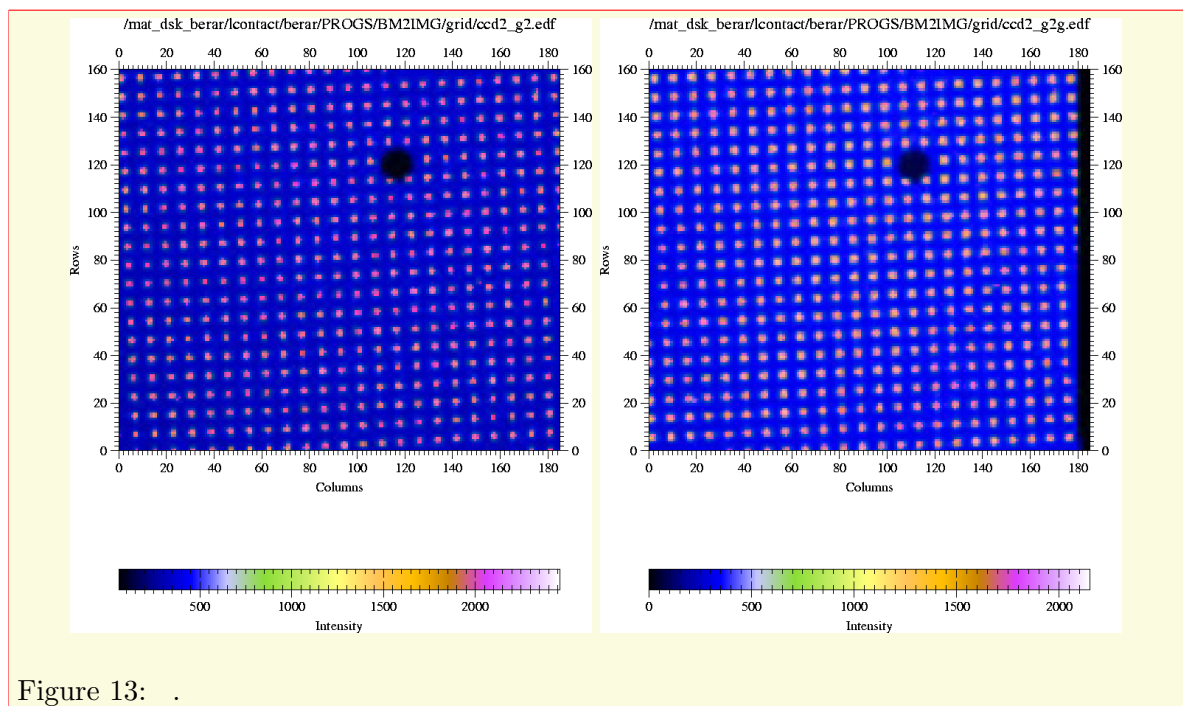 /mat_dsk_berar/lcontact/berar/PROGS/BM2IMG/grid/ccd2_g2.edf
0 20 40 60 80 100 120 140 160 180
160 160
140 140
120 120
100 100
Rows
80 80
60 60
40 40
20 20
0 0
0 20 40 60 80 100 120 140 160 180
Columns
500 1000 1500 2000
Intensity
/mat_dsk_berar/lcontact/berar/PROGS/BM2IMG/grid/ccd2_g2g.edf
0 20 40 60 80 100 120 140 160 180
160 160
140 140
120 120
100 100
Rows
80 80
60 60
40 40
20 20
0 0
0 20 40 60 80 100 120 140 160 180
Columns
0 500 1000 1500 2000
Intensity
Figure 13: .